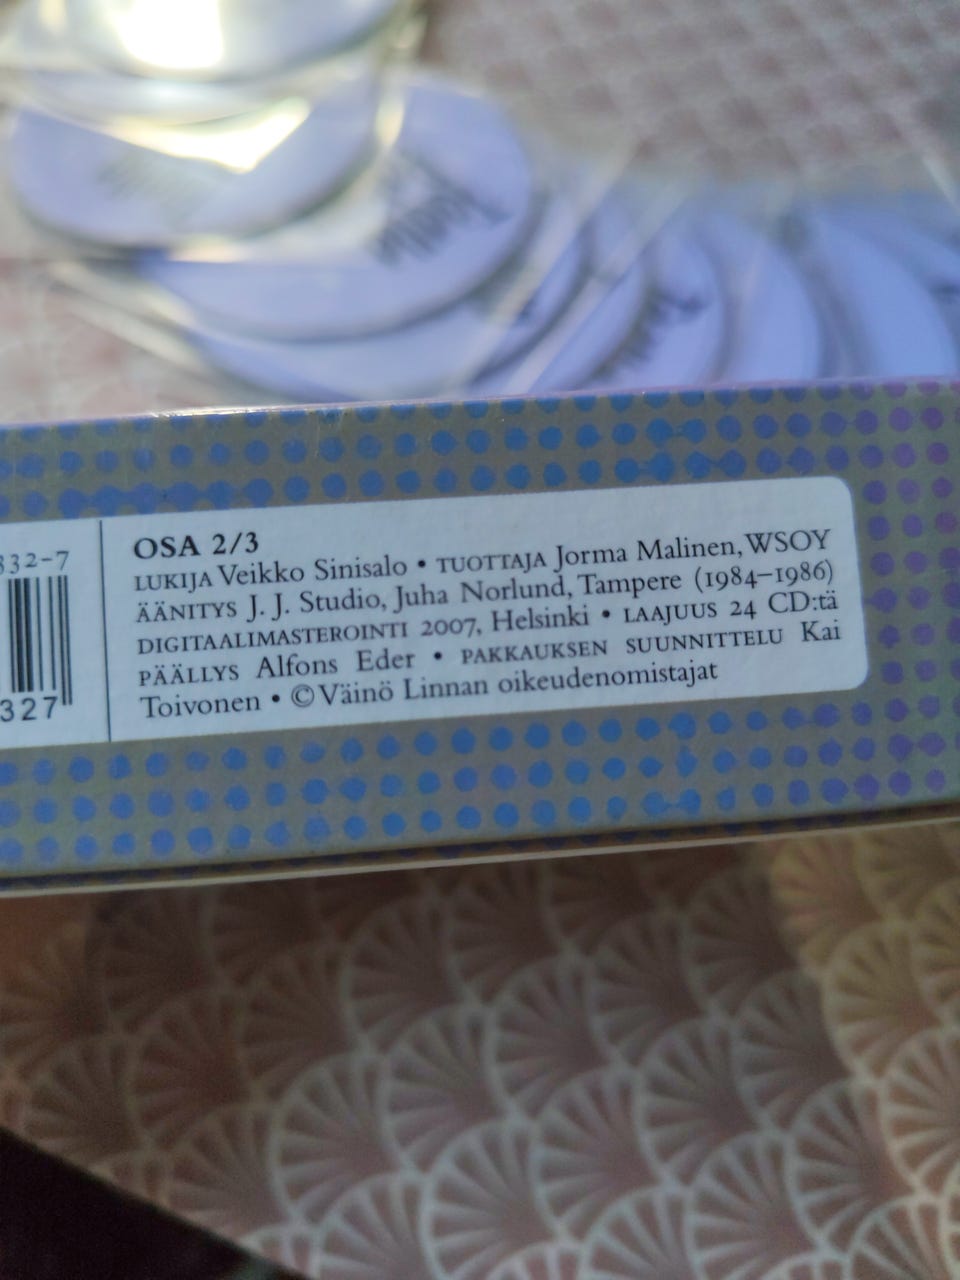 332-7
327
OSA 2/3
LUKIJA Veikko Sinisalo • TUOTTAJA Jorma Malinen, WSOY
ÄÄNITYS J. J. Studio, Juha Norlund, Tampere (1984–1986)
DIGITAALIMASTEROINTI 2007, Helsinki • LAAJUUS 24 CD:tä
PÄÄLLYS Alfons Eder • PAKKAUKSEN SUUNNITTELU Kai
Toivonen • © Väinö Linnan oikeudenomistajat